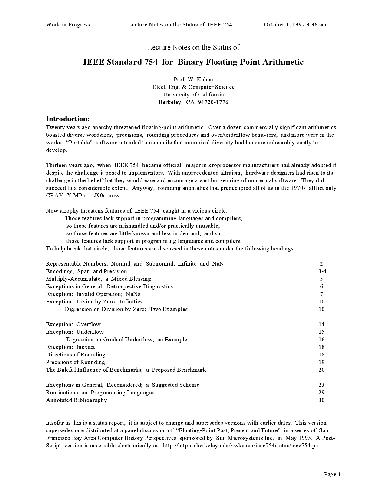 Work in Progress: Lecture Notes on the Status of IEEE 754 October 1, 1997 3:36 am
Lecture Notes on the Status of
IEEE Standard 754 for Binary Floating-Point Arithmetic
Prof. W. Kahan
Elect. Eng. & Computer Science
University of California
Berkeley CA 94720-1776
Introduction:
Twenty years ago anarchy threatened floating-point arithmetic. Over a dozen commercially significant arithmetics
boasted diverse wordsizes, precisions, rounding procedures and over/underflow behaviors, and more were in the
works. "Portable" software intended to reconcile that numerical diversity had become unbearably costly to
develop.
Thirteen years ago, when IEEE 754 became official, major microprocessor manufacturers had already adopted it
despite the challenge it posed to implementors. With unprecedented altruism, hardware designers had risen to its
challenge in the belief that they would ease and encourage a vast burgeoning of numerical software. They did
succeed to a considerable extent. Anyway, rounding anomalies that preoccupied all of us in the 1970s afflict only
CRAY X-MPs — J90s now.
Now atrophy threatens features of IEEE 754 caught in a vicious circle:
Those features lack support in programming languages and compilers,
so those features are mishandled and/or practically unusable,
so those features are little known and less in demand, and so
those features lack support in programming languages and compilers.
To help break that circle, those features are discussed in these notes under the following headings:
Representable Numbers, Normal and Subnormal, Infinite and NaN 2
Encodings, Span and Precision 3-4
Multiply-Accumulate, a Mixed Blessing 5
Exceptions in General; Retrospective Diagnostics 6
Exception: Invalid Operation; NaNs 7
Exception: Divide by Zero; Infinities 10
Digression on Division by Zero; Two Examples 10
Exception: Overflow 14
Exception: Underflow 15
Digression on Gradual Underflow; an Example 16
Exception: Inexact 18
Directions of Rounding 18
Precisions of Rounding 19
The Baleful Influence of Benchmarks; a Proposed Benchmark 20
Exceptions in General, Reconsidered; a Suggested Scheme 23
Ruminations on Programming Languages 29
Annotated Bibliography 30
Insofar as this is a status report, it is subject to change and supersedes versions with earlier dates. This version
supersedes one distributed at a panel discussion of "Floating-Point Past, Present and Future" in a series of San
Francisco Bay Area Computer History Perspectives sponsored by Sun Microsystems Inc. in May 1995. A Post-
Script version is accessible electronically as
Page 1